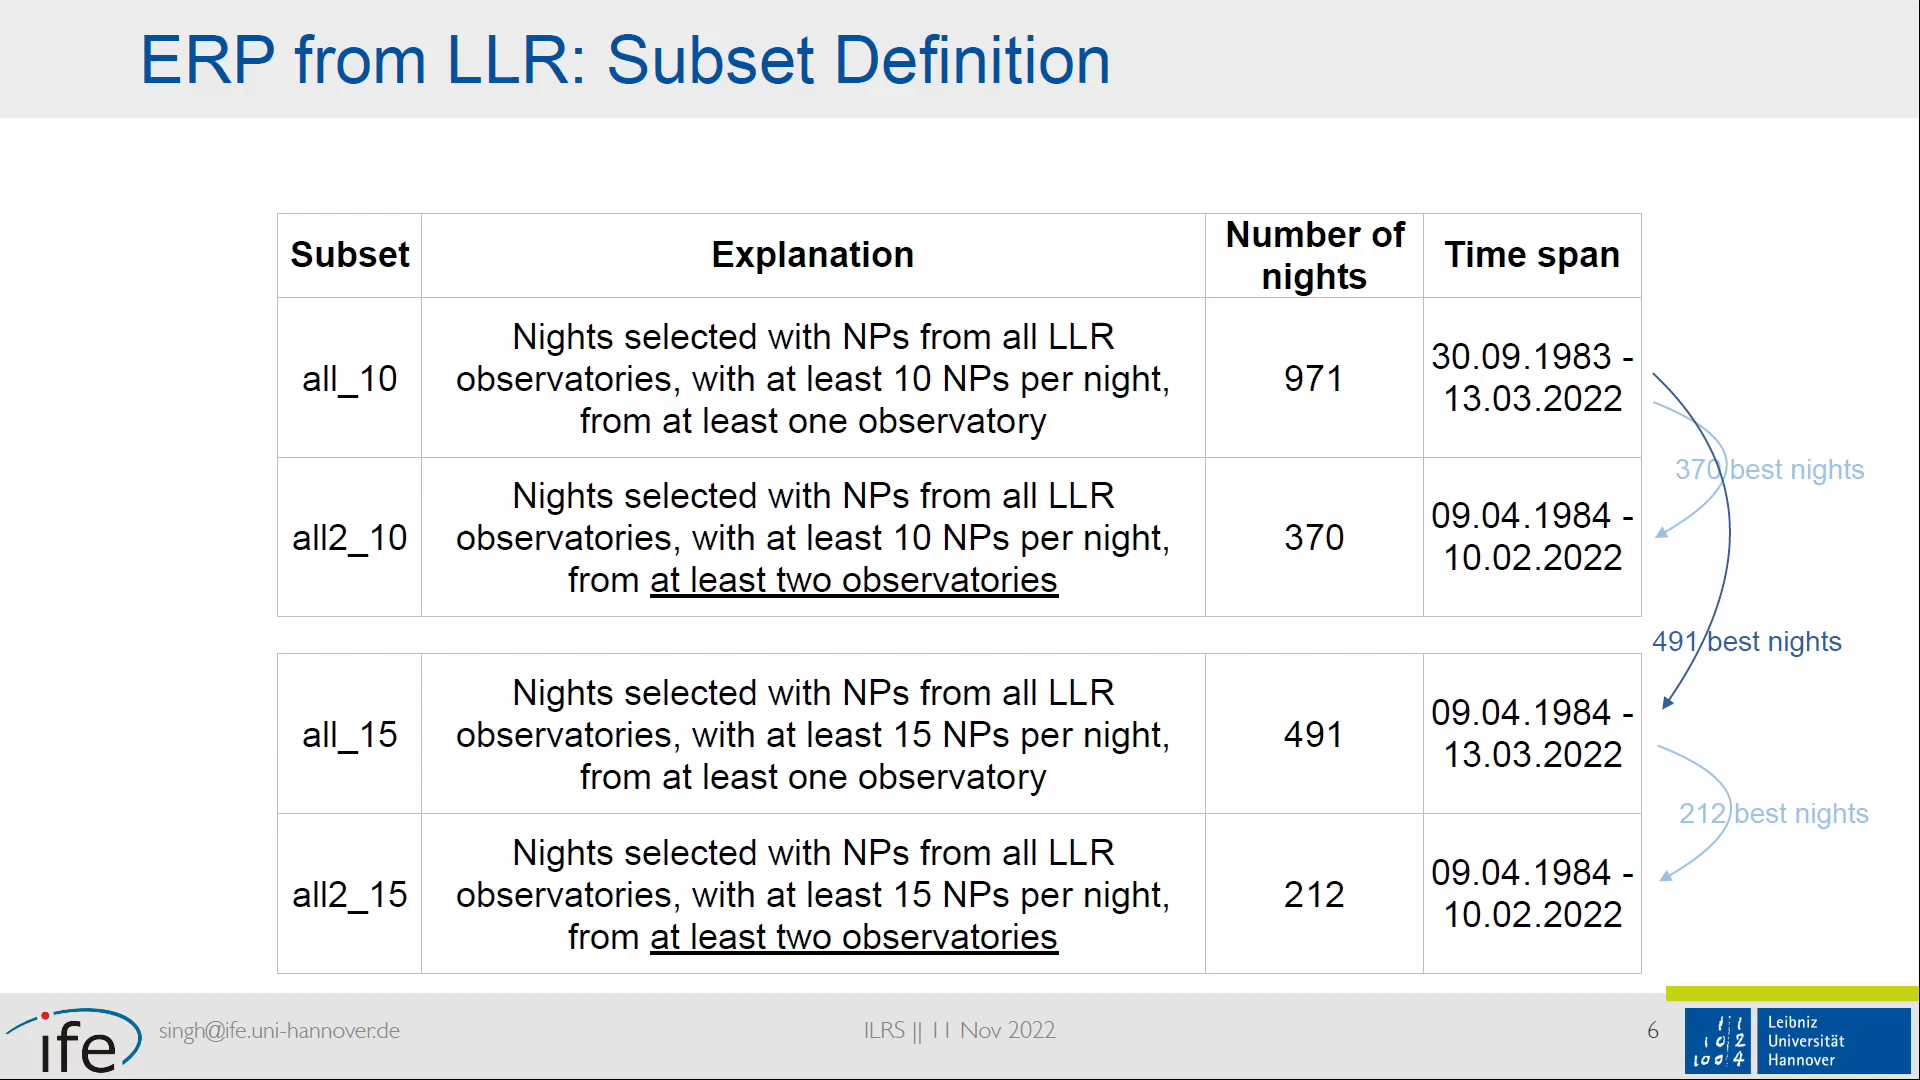 ERP from LLR: Subset Definition
Subset
Explanation
Number of
nights
Time span
all_10
Nights selected with NPs from all LLR
observatories, with at least 10 NPs per night,
from at least one observatory
971
30.09.1983 -
13.03.2022
370 best nights
all2_10
Nights selected with NPs from all LLR
observatories, with at least 10 NPs per night,
from at least two observatories
370
09.04.1984 -
10.02.2022
491 best nights
all_15
Nights selected with NPs from all LLR
observatories, with at least 15 NPs per night,
from at least one observatory
491
09.04.1984 -
13.03.2022
212 best nights
all2_15
Nights selected with NPs from all LLR
observatories, with at least 15 NPs per night,
from at least two observatories
212
09.04.1984 -
10.02.2022
ife
singh@ife.uni-hannover.de
ILRS || 11 Nov 2022
6
11 1
1 0 2
100 4
Leibniz
Universität
Hannover